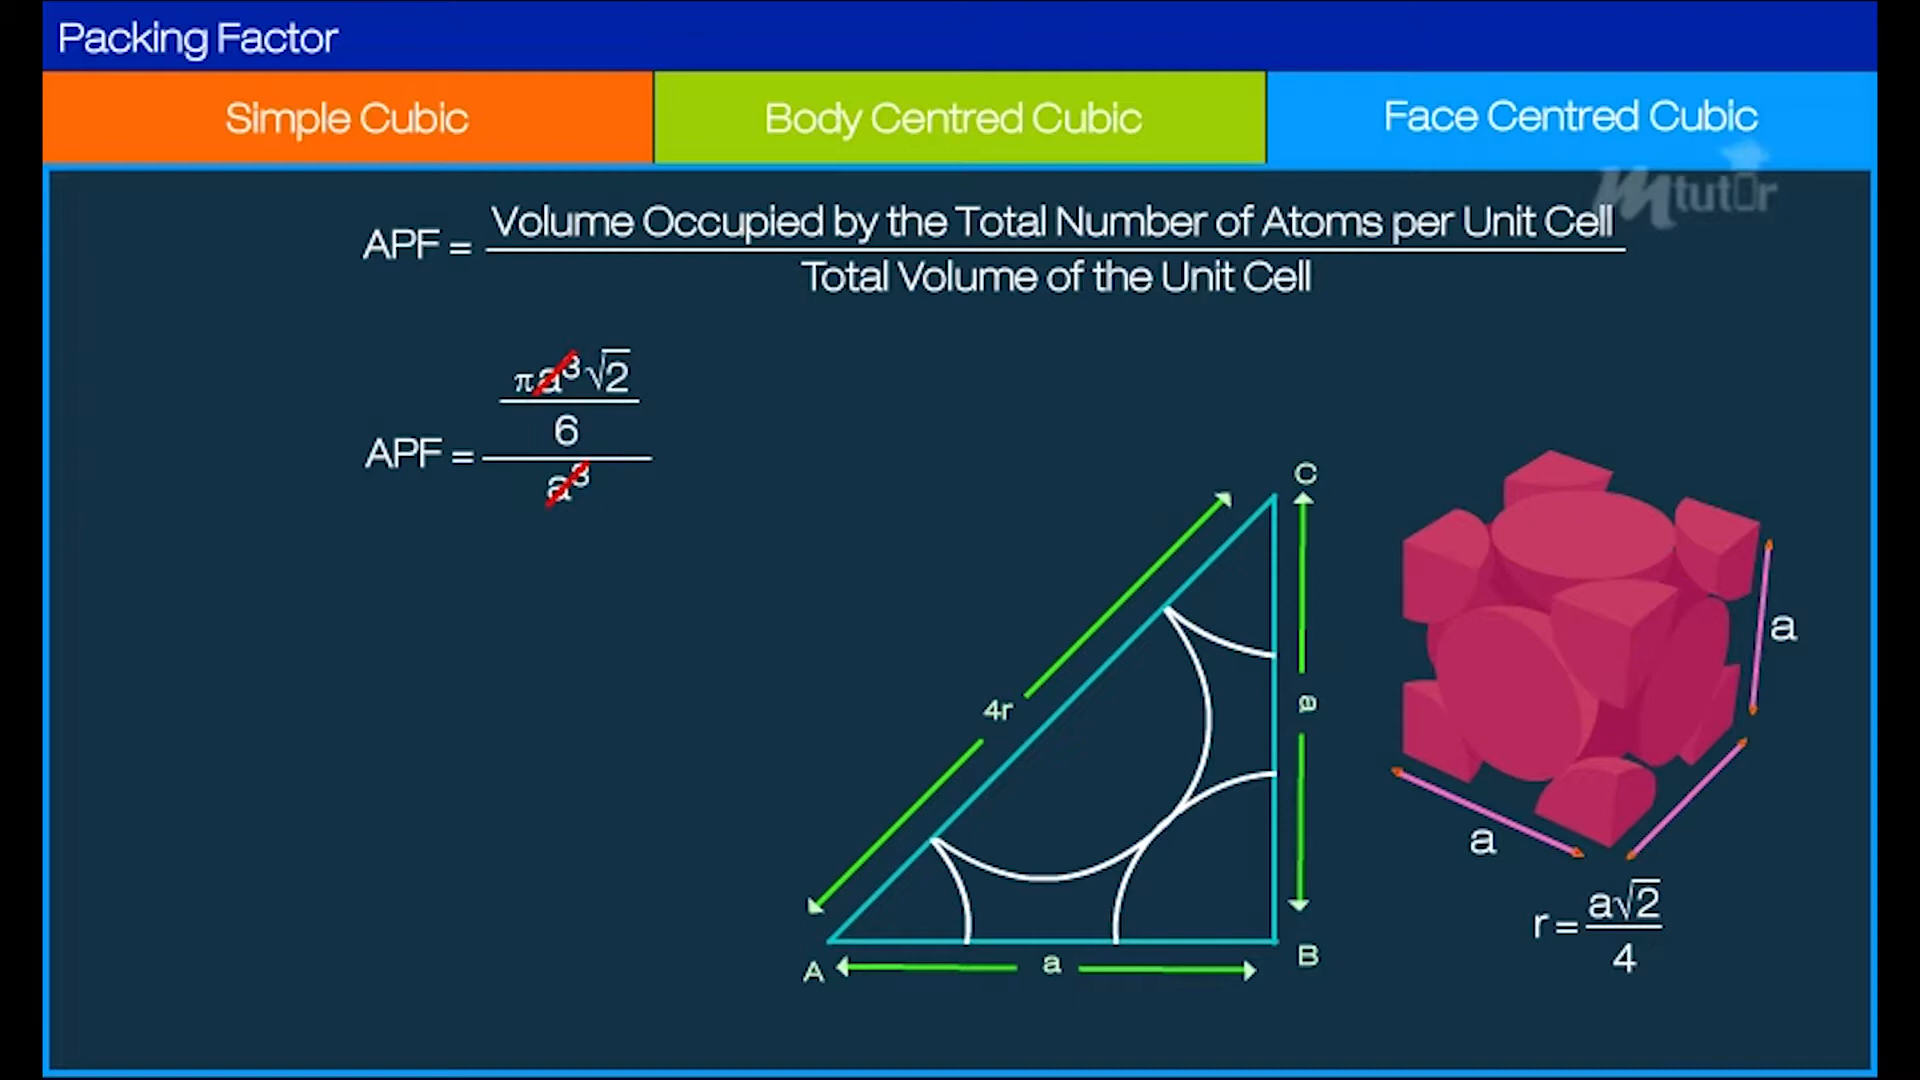 Packing Factor
Simple Cubic
Body Centred Cubic
Face Centred Cubic
Mtutor
APF = Volume Occupied by the Total Number of Atoms per Unit Cell
Total Volume of the Unit Cell
πa³√2
6
APF =
a³
C
4r
a
a
A
a
B
a
r = a√2
4